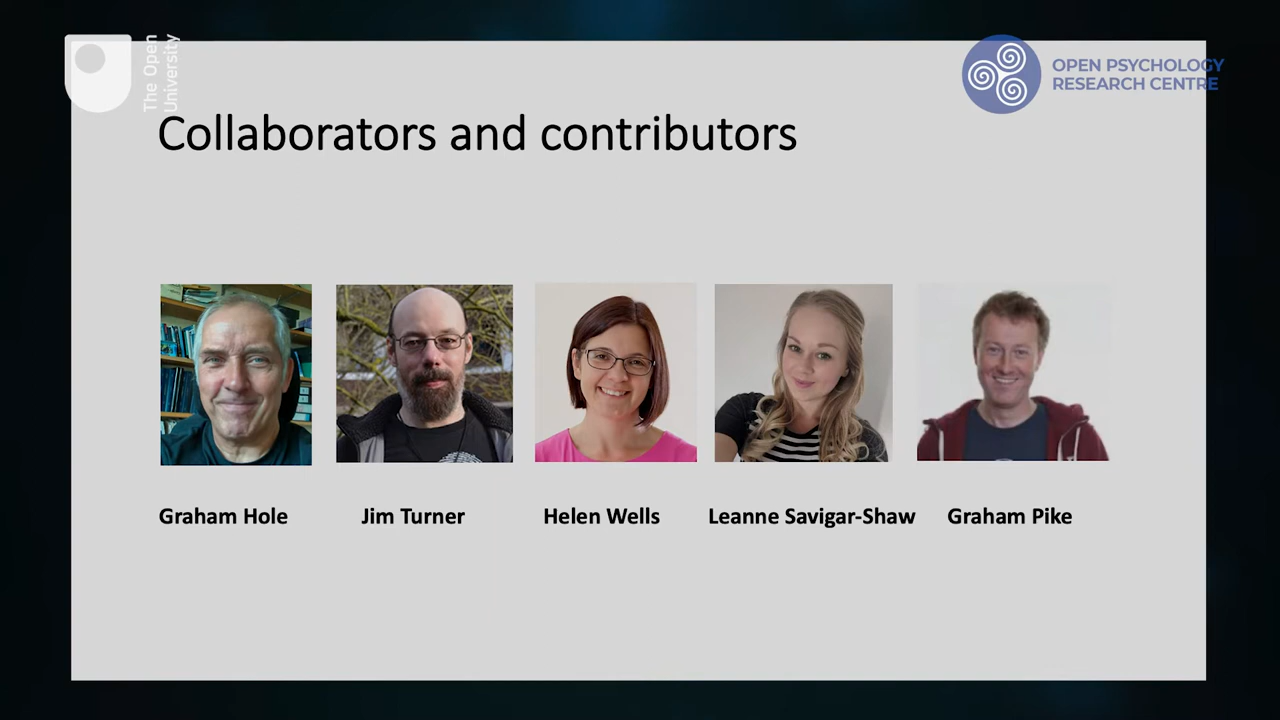 The Open
University
OPEN PSYCHOLOGY
RESEARCH CENTRE
Collaborators and contributors
Graham Hole
Jim Turner
Helen Wells
Leanne Savigar-Shaw
Graham Pike